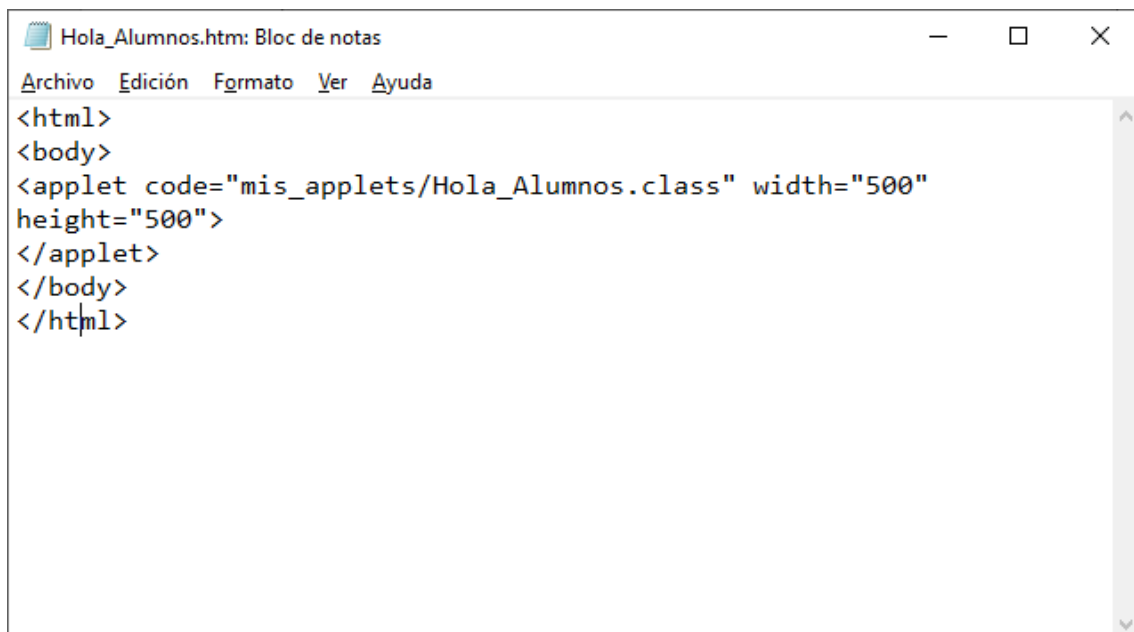 Hola_Alumnos.htm: Bloc de notas
Archivo Edición Formato Ver Ayuda
<html>
<body>
<applet code="mis_applets/Hola_Alumnos.class" width="500"
height="500">
</applet>
</body>
</html>